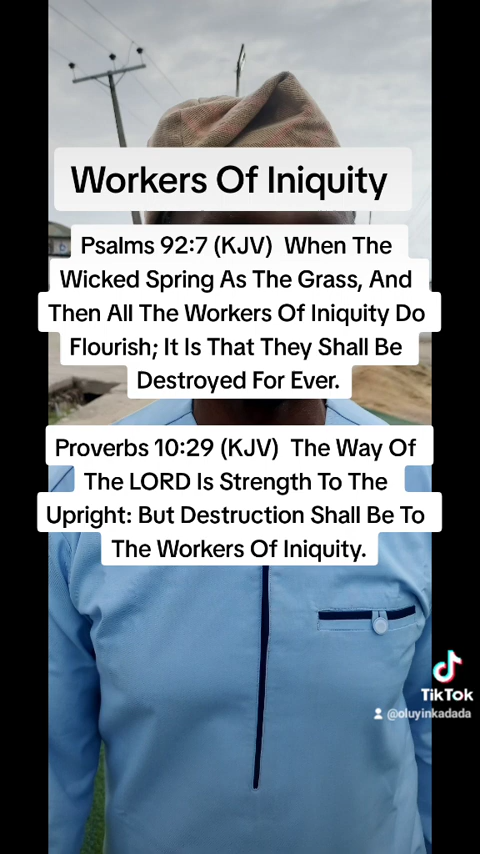 Workers Of Iniquity
Psalms 92:7 (KJV) When The
Wicked Spring As The Grass, And
Then All The Workers Of Iniquity Do
Flourish; It Is That They Shall Be
Destroyed For Ever.
Proverbs 10:29 (KJV) The Way Of
The LORD Is Strength To The
Upright: But Destruction Shall Be To
The Workers Of Iniquity.
TikTok
@oluyinkadada